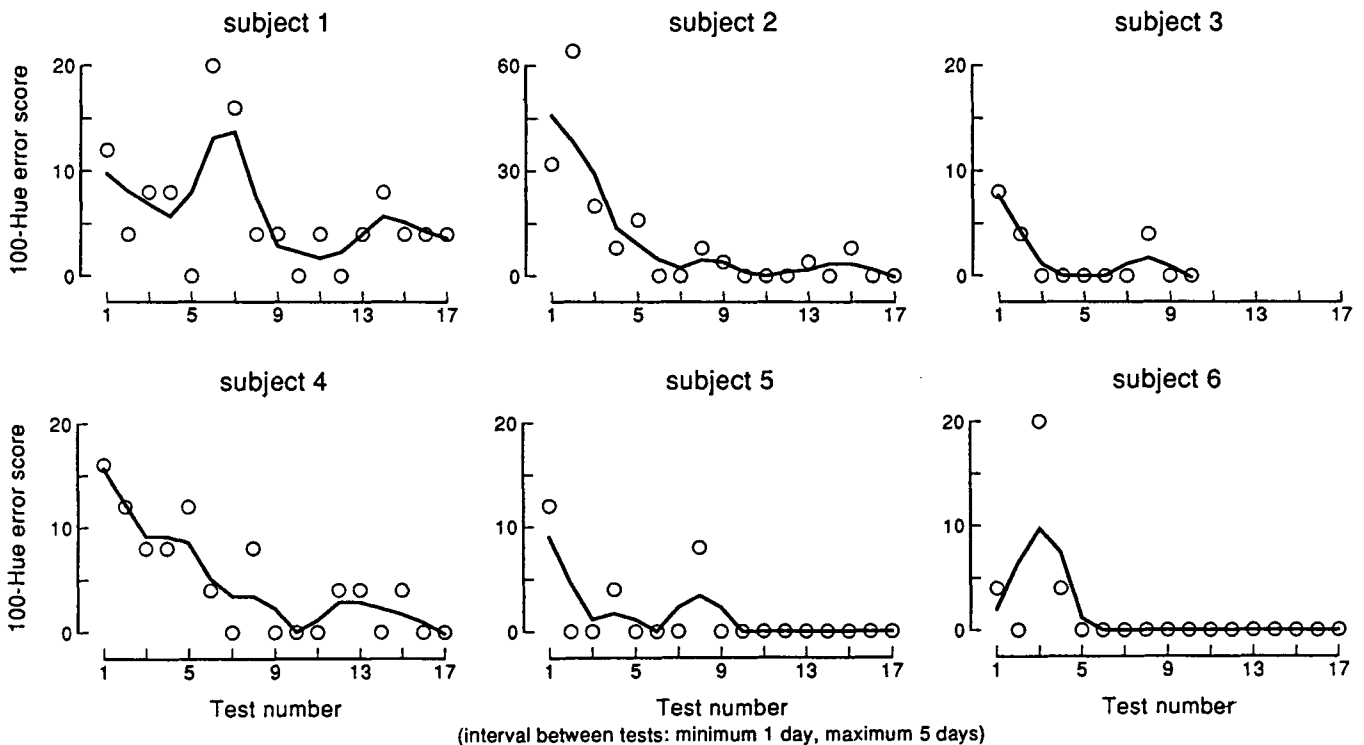 subject 1
subject 2
subject 3
100-Hue error score
20
10
0
1 5 9 13 17
60
30
0
1 5 9 13 17
20
10
0
1 5 9 13 17
subject 4
subject 5
subject 6
100-Hue error score
20
10
0
1 5 9 13 17
20
10
0
1 5 9 13 17
20
10
0
1 5 9 13 17
Test number
Test number
Test number
(interval between tests: minimum 1 day, maximum 5 days)